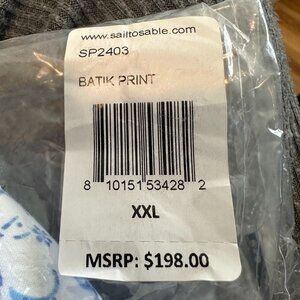 www.sailtosable.com
SP2403
BATIK PRINT
8 10151 53428 2
XXL
MSRP: $198.00